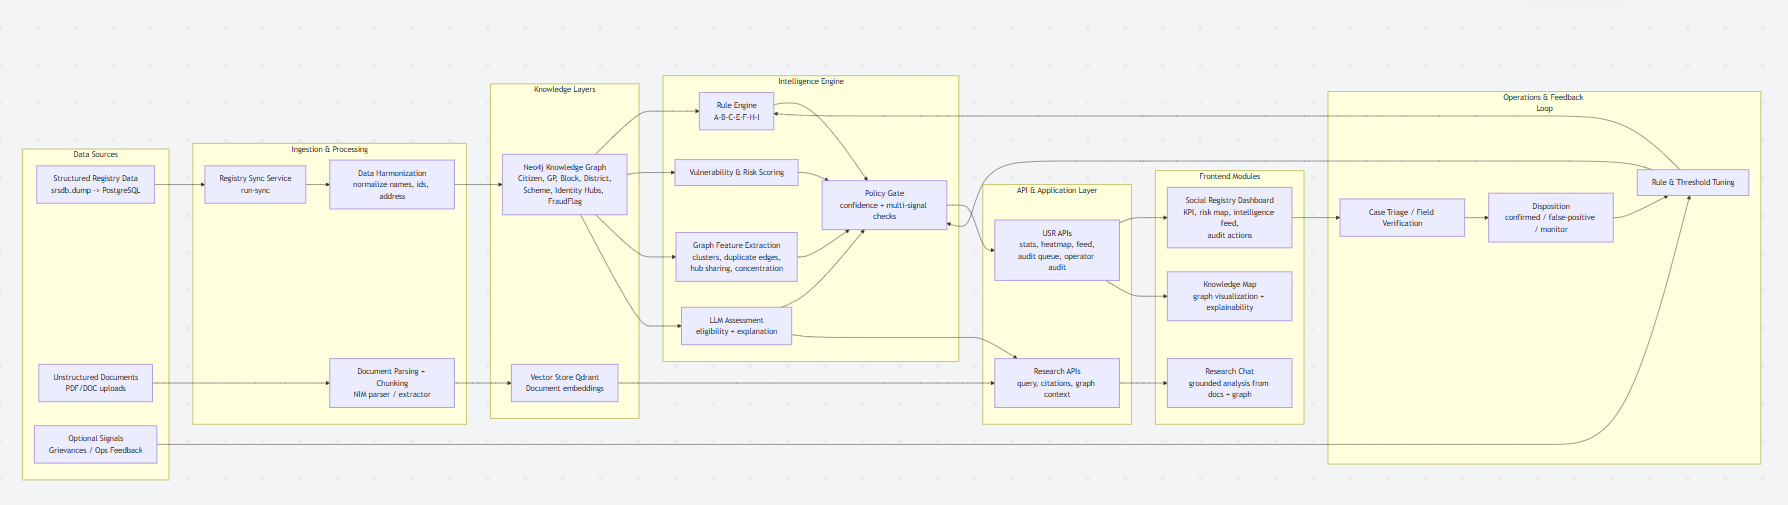 Data Sources
Structured Registry Data
srsdb.dump -> PostgreSQL
Unstructured Documents
PDF/DOC uploads
Optional Signals
Grievances / Ops Feedback
Ingestion & Processing
Registry Sync Service
run-sync
Data Harmonization
normalize names, ids,
address
Document Parsing +
Chunking
NIM parser / extractor
Knowledge Layers
Neo4j Knowledge Graph
Citizen, GP, Block, District,
Scheme, Identity Hubs,
FraudFlag
Vector Store Qdrant
Document embeddings
Intelligence Engine
Rule Engine
A-B-C-E-F-H-I
Vulnerability & Risk Scoring
Graph Feature Extraction
clusters, duplicate edges,
hub sharing, concentration
LLM Assessment
eligibility + explanation
Policy Gate
confidence + multi-signal
checks
API & Application Layer
USR APIs
stats, heatmap, feed,
audit queue, operator
audit
Research APIs
query, citations, graph
context
Frontend Modules
Social Registry Dashboard
KPI, risk map, intelligence
feed,
audit actions
Knowledge Map
graph visualization +
explainability
Research Chat
grounded analysis from
docs + graph
Operations & Feedback
Loop
Case Triage / Field
Verification
Disposition
confirmed / false-positive
/ monitor
Rule & Threshold Tuning